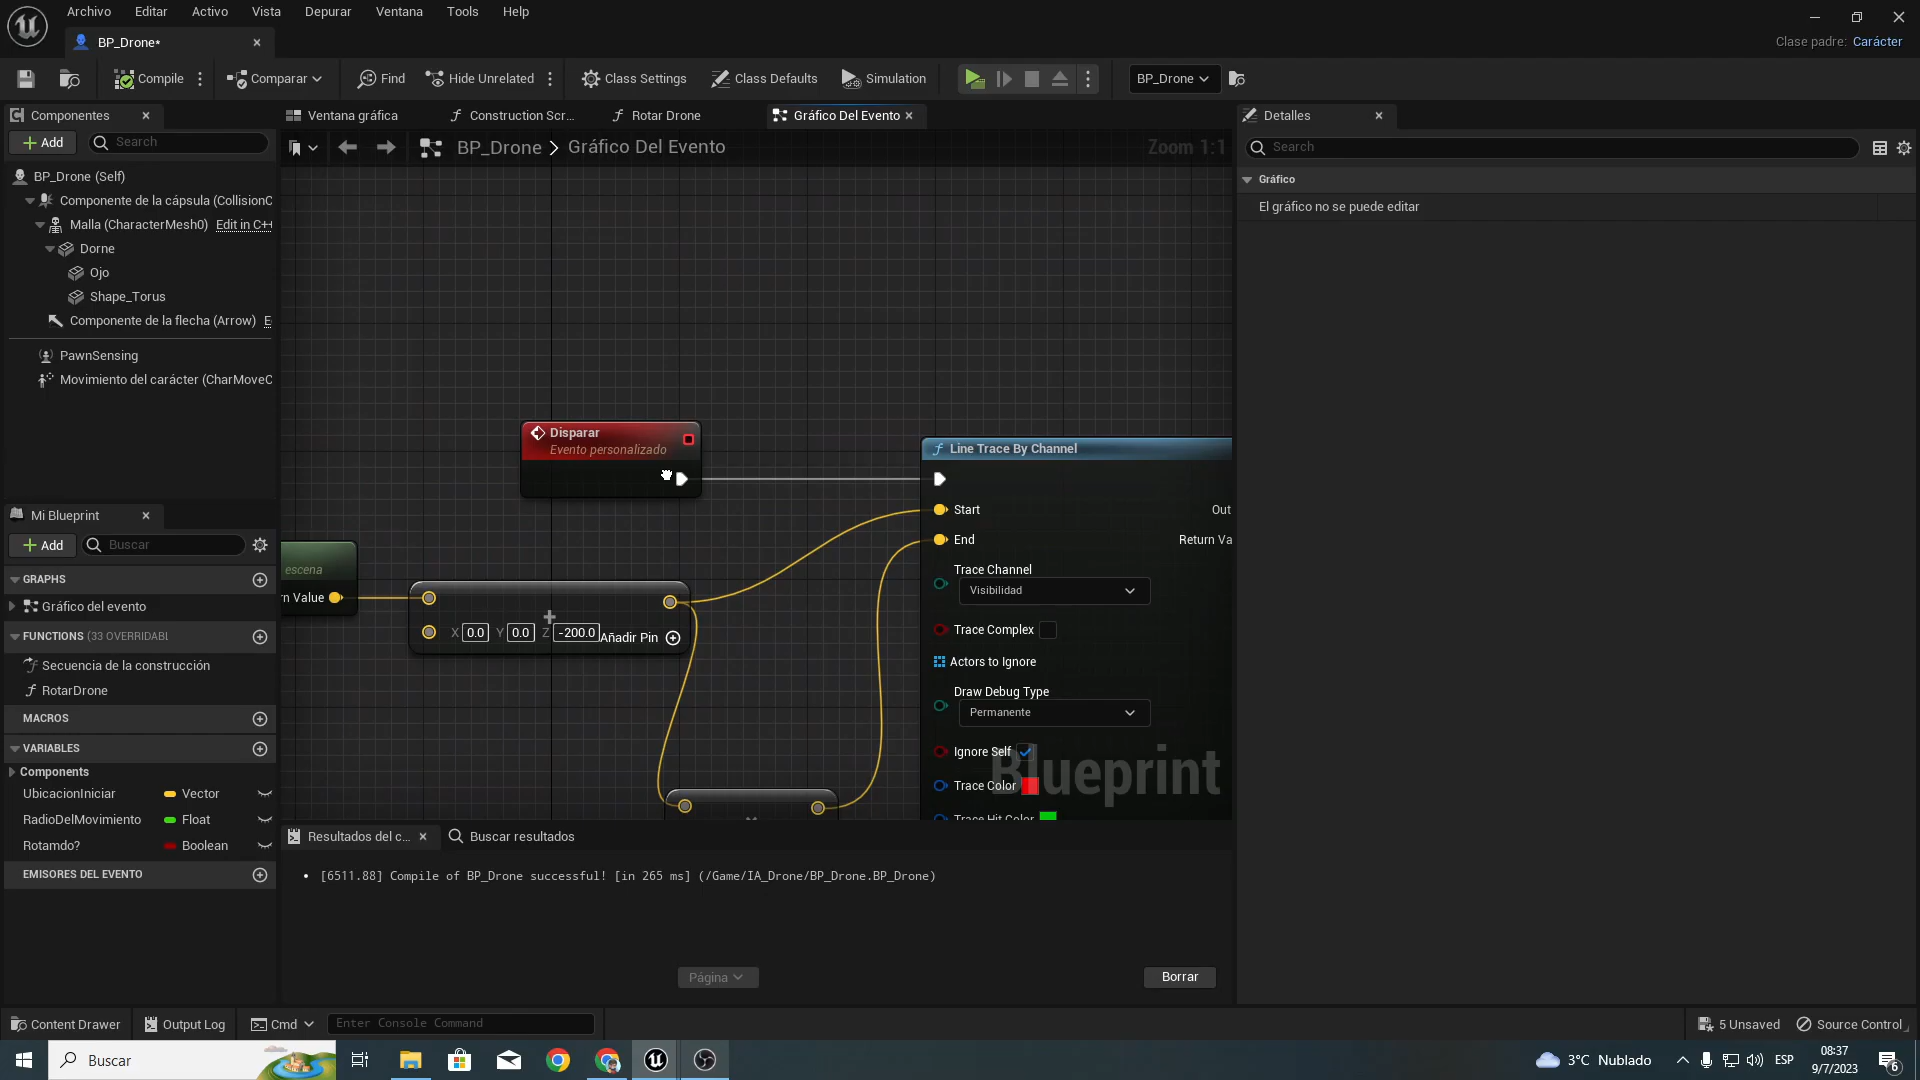 Archivo Editar Activo Vista Depurar Ventana Tools Help
BP_Drone*
Clase padre: Carácter
Compile Comparar Find Hide Unrelated Class Settings Class Defaults Simulation BP_Drone
Componentes
Add Search
BP_Drone (Self)
Componente de la cápsula (CollisionC
Malla (CharacterMesh0) Edit in C++
Dorne
Ojo
Shape_Torus
Componente de la flecha (Arrow) E
PawnSensing
Movimiento del carácter (CharMoveC
Mi Blueprint
Add Buscar
GRAPHS
Gráfico del evento
FUNCTIONS (33 OVERRIDABL
Secuencia de la construcción
RotarDrone
MACROS
VARIABLES
Components
UbicacionIniciar Vector
RadioDelMovimiento Float
Rotamdo? Boolean
EMISORES DEL EVENTO
Ventana gráfica Construction Scr... Rotar Drone Gráfico Del Evento
BP_Drone > Gráfico Del Evento Zoom 1:1
Disparar
Evento personalizado
escena
rn Value
X 0.0 Y 0.0 Z -200.0 Añadir Pin
Line Trace By Channel
Start Out
End Return Va
Trace Channel
Visibilidad
Trace Complex
Actors to Ignore
Draw Debug Type
Permanente
Ignore Self
Trace Color
Trace Hit Color
Blueprint
Resultados del c... Buscar resultados
[6511.88] Compile of BP_Drone successful! [in 265 ms] (/Game/IA_Drone/BP_Drone.BP_Drone)
Página Borrar
Detalles
Search
Gráfico
El gráfico no se puede editar
Content Drawer Output Log Cmd Enter Console Command 5 Unsaved Source Control
Buscar 3°C Nublado ESP 08:37
9/7/2023 6